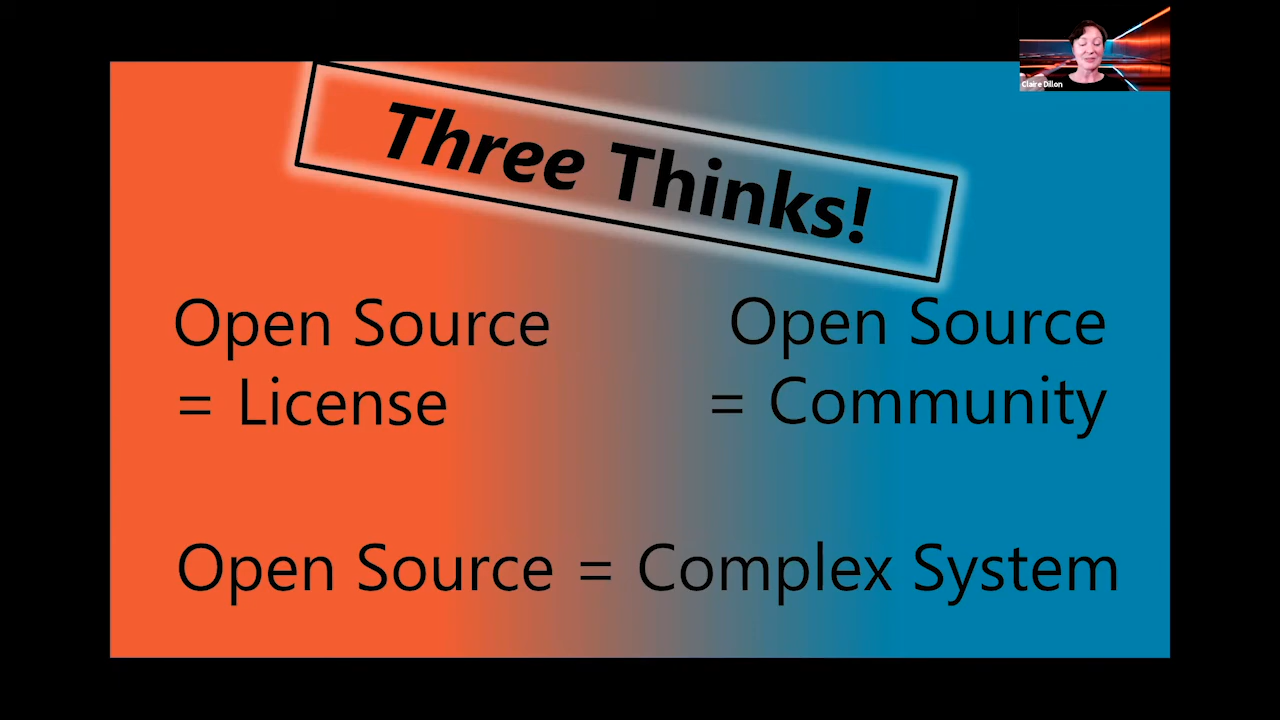 Claire Dillon
Three Thinks!
Open Source
= License
Open Source
= Community
Open Source = Complex System